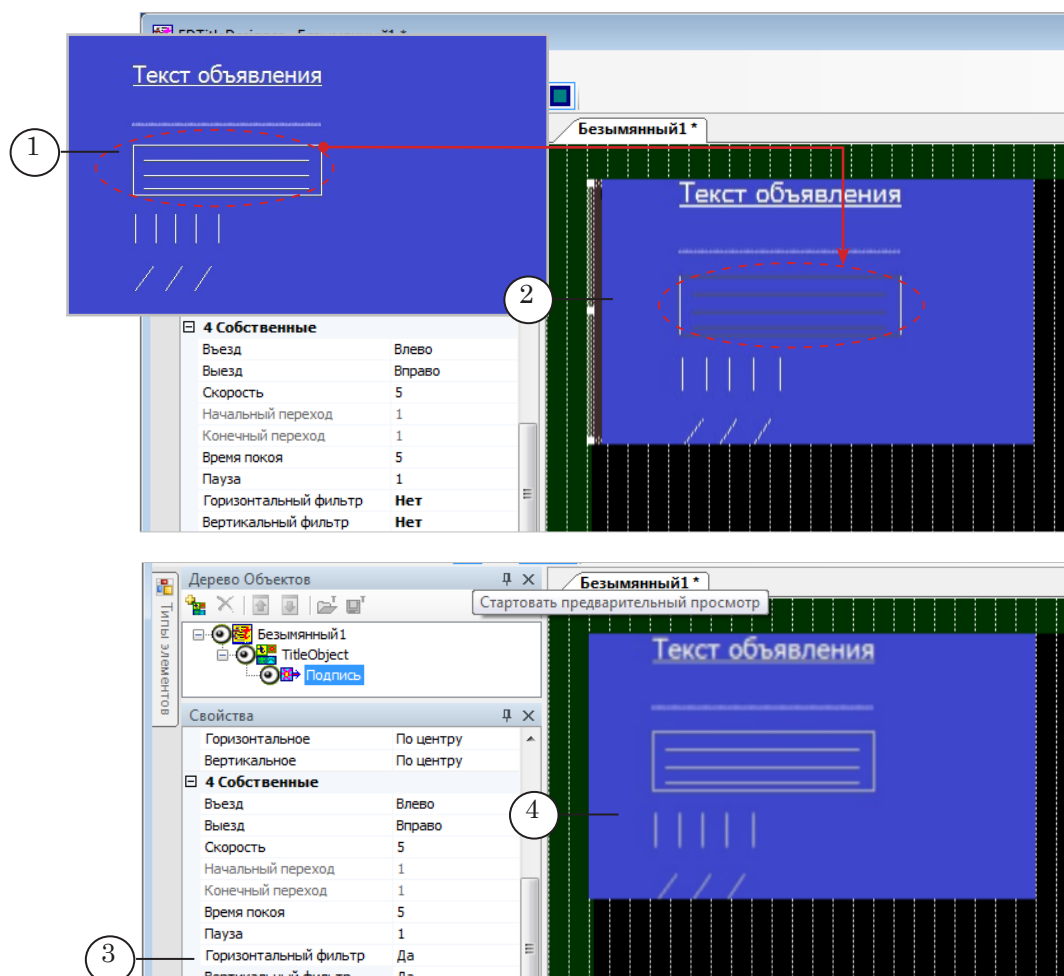 Безымянный1 *
Текст объявления
1
Безымянный1 *
Текст объявления
2
4 Собственные
Въезд Влево
Выезд Вправо
Скорость 5
Начальный переход 1
Конечный переход 1
Время покоя 5
Пауза 1
Горизонтальный фильтр Нет
Вертикальный фильтр Нет
Дерево Объектов
Безымянный1 *
Стартовать предварительный просмотр
Типы элементов
Безымянный1
TitleObject
Подпись
Текст объявления
Свойства
Горизонтальное По центру
Вертикальное По центру
4 Собственные
Въезд Влево
Выезд Вправо
4
Скорость 5
Начальный переход 1
Конечный переход 1
Время покоя 5
Пауза 1
3
Горизонтальный фильтр Да
Вертикальный фильтр Да